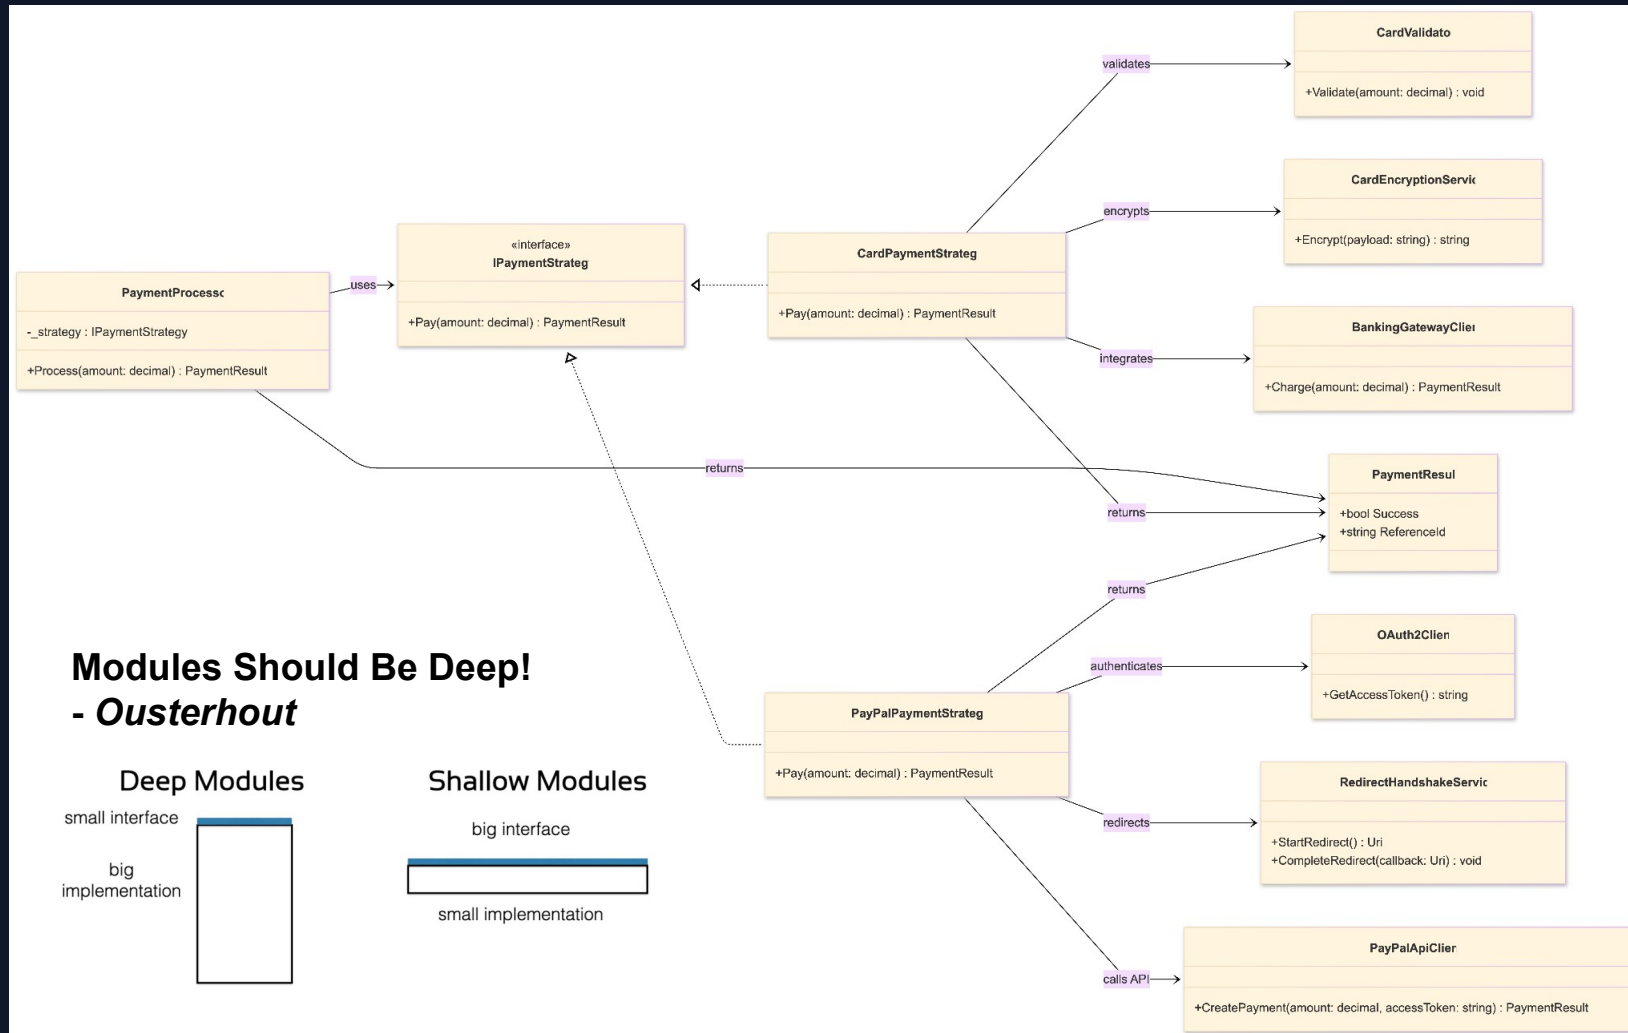 PaymentProcessc
-_strategy : IPaymentStrategy
+Process(amount: decimal) : PaymentResult
uses
«interface»
IPaymentStrateg
+Pay(amount: decimal) : PaymentResult
CardPaymentStrateg
+Pay(amount: decimal) : PaymentResult
validates
CardValidato
+Validate(amount: decimal) : void
encrypts
CardEncryptionServic
+Encrypt(payload: string) : string
integrates
BankingGatewayClier
+Charge(amount: decimal) : PaymentResult
returns
returns
PaymentResul
+bool Success
+string ReferenceId
returns
PayPalPaymentStrateg
+Pay(amount: decimal) : PaymentResult
authenticates
OAuth2Clien
+GetAccessToken() : string
redirects
RedirectHandshakeServic
+StartRedirect() : Uri
+CompleteRedirect(callback: Uri) : void
calls API
PayPalApiClier
+CreatePayment(amount: decimal, accessToken: string) : PaymentResult
Modules Should Be Deep!
- Ousterhout
Deep Modules
small interface
big
implementation
Shallow Modules
big interface
small implementation